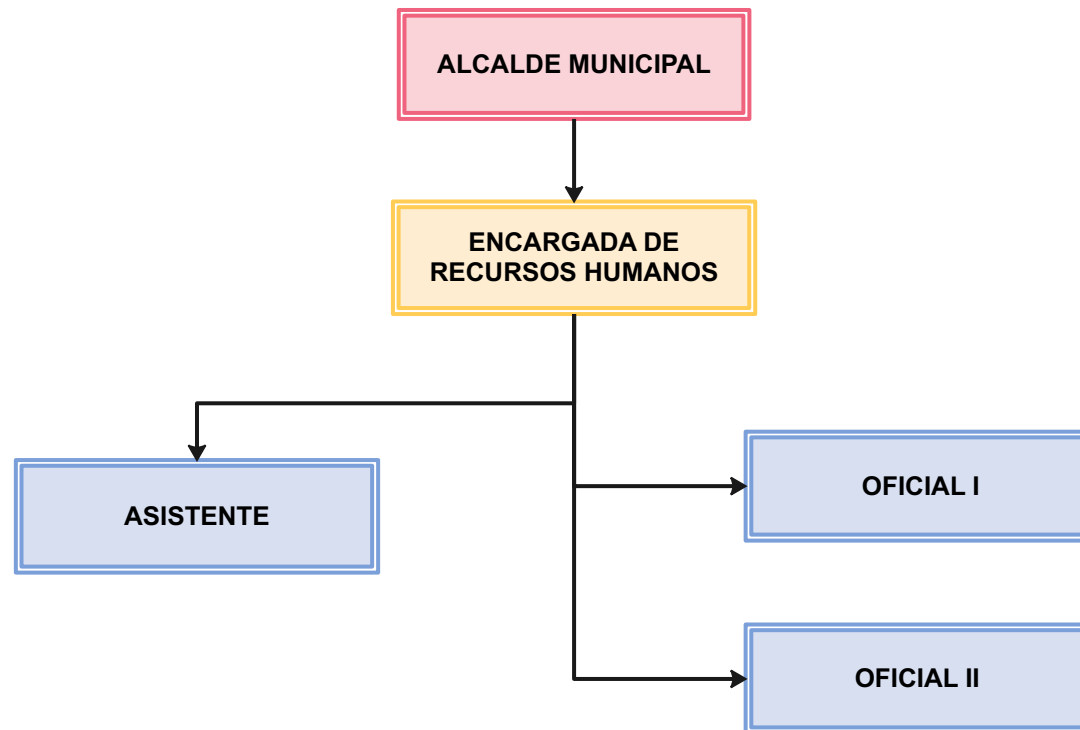 ALCALDE MUNICIPAL
ENCARGADA DE
RECURSOS HUMANOS
ASISTENTE
OFICIAL I
OFICIAL II